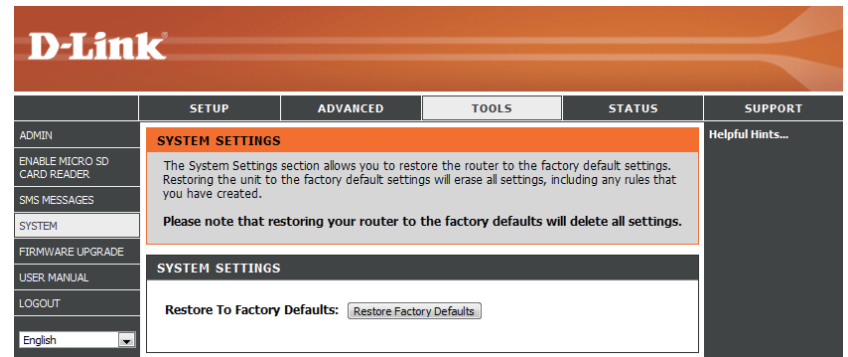 D-Link
SETUP
ADVANCED
TOOLS
STATUS
SUPPORT
ADMIN
ENABLE MICRO SD
CARD READER
SMS MESSAGES
SYSTEM
FIRMWARE UPGRADE
USER MANUAL
LOGOUT
English
SYSTEM SETTINGS
The System Settings section allows you to restore the router to the factory default settings.
Restoring the unit to the factory default settings will erase all settings, including any rules that
you have created.
Please note that restoring your router to the factory defaults will delete all settings.
SYSTEM SETTINGS
Restore To Factory Defaults: Restore Factory Defaults
Helpful Hints...